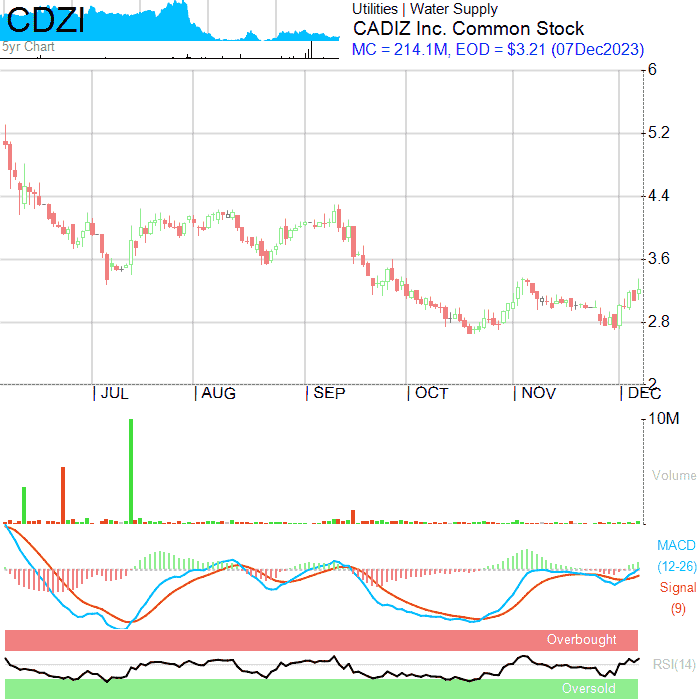 CDZI
5yr Chart
Utilities | Water Supply
CADIZ Inc. Common Stock
MC = 214.1M, EOD = $3.21 (07Dec2023)
6
5.2
4.4
3.6
2.8
2
JUL
AUG
SEP
OCT
NOV
DEC
10M
Volume
MACD
(12-26)
Signal
(9)
Overbought
RSI(14)
Oversold